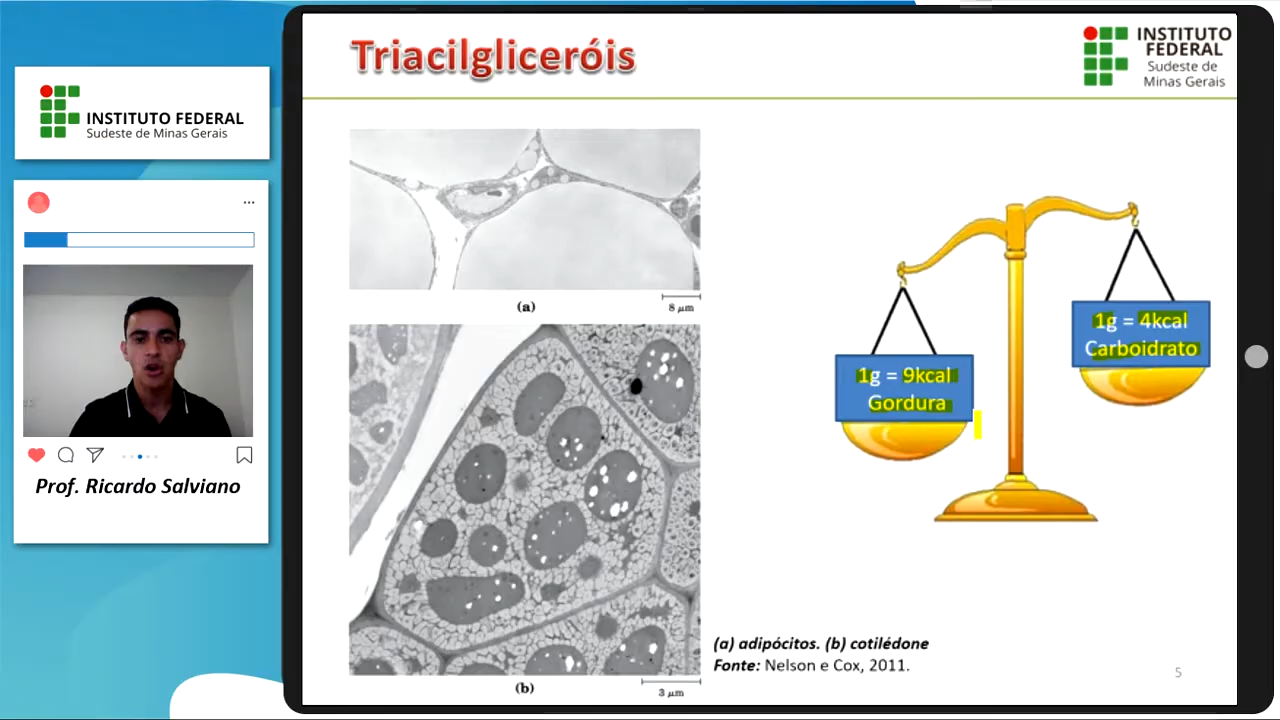 INSTITUTO FEDERAL
Sudeste de Minas Gerais
Prof. Ricardo Salviano
Triacilgliceróis
INSTITUTO
FEDERAL
Sudeste de
Minas Gerais
(a)
8 μm
(b)
3 μm
1g = 9kcal
Gordura
1g = 4kcal
Carboidrato
(a) adipócitos. (b) cotilédone
Fonte: Nelson e Cox, 2011.
5